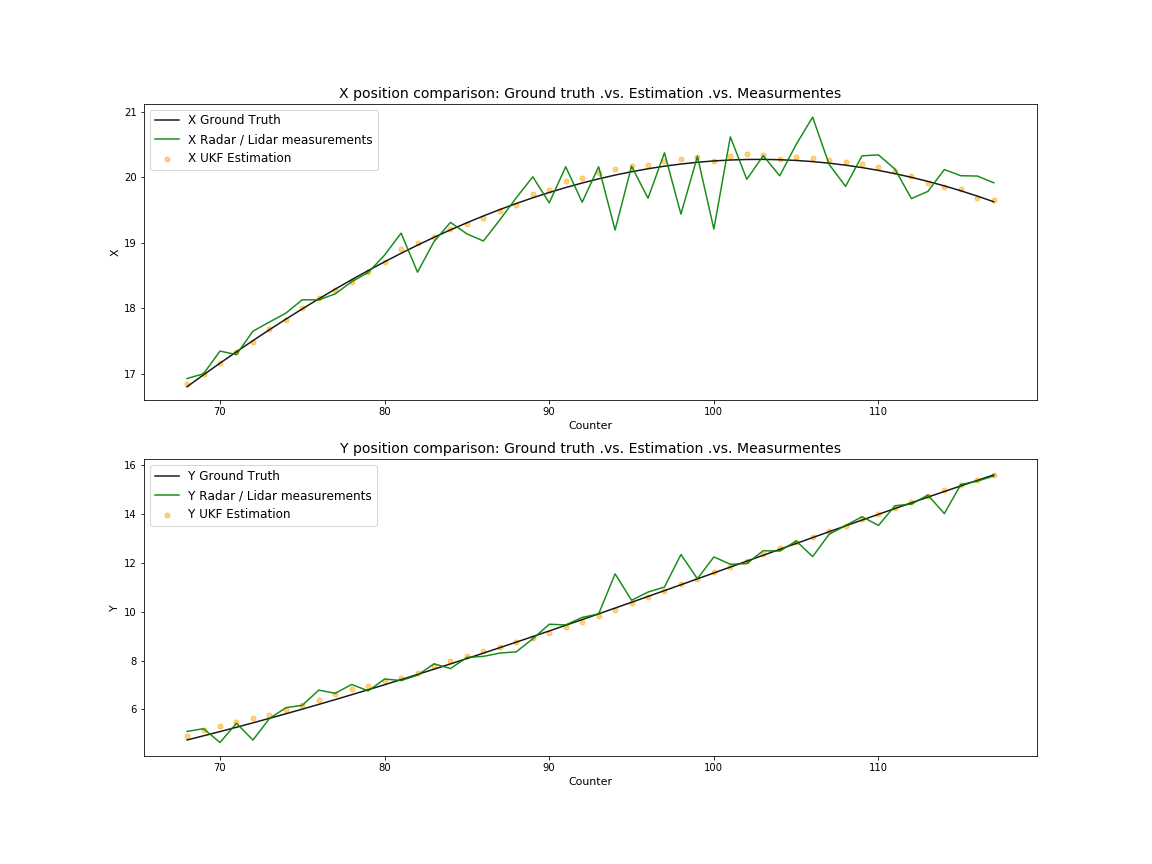 X position comparison: Ground truth .vs. Estimation .vs. Measurmentes
21
20
19
18
17
X
X Ground Truth
X Radar / Lidar measurements
X UKF Estimation
70 80 90 100 110
Counter
Y position comparison: Ground truth .vs. Estimation .vs. Measurmentes
16
14
12
10
8
6
Y
Y Ground Truth
Y Radar / Lidar measurements
Y UKF Estimation
70 80 90 100 110
Counter